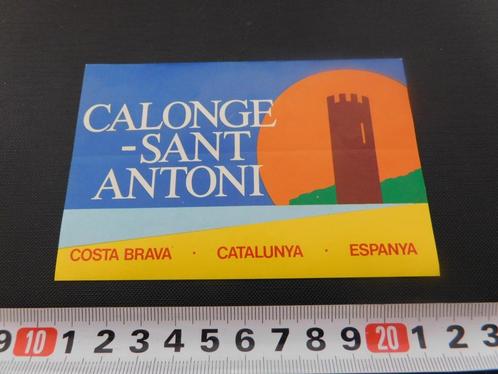 CALONGE
-SANT
ANTONI
COSTA BRAVA · CATALUNYA · ESPANYA
9 10 1 2 3 4 5 6 7 8 9 20 1 2 3